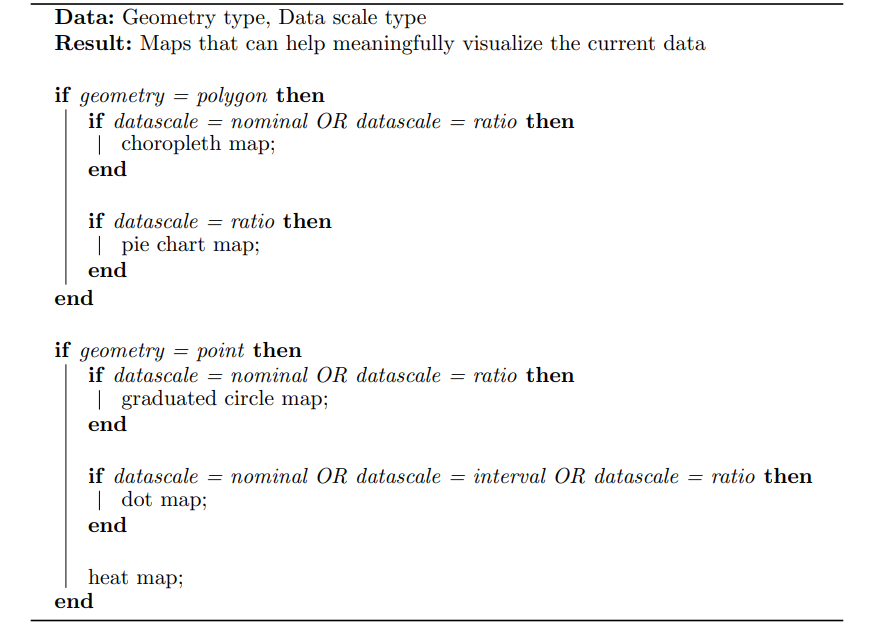 Data: Geometry type, Data scale type
Result: Maps that can help meaningfully visualize the current data
if geometry = polygon then
if datascale = nominal OR datascale = ratio then
choropleth map;
end
if datascale = ratio then
pie chart map;
end
end
if geometry = point then
if datascale = nominal OR datascale = ratio then
graduated circle map;
end
if datascale = nominal OR datascale = interval OR datascale = ratio then
dot map;
end
heat map;
end